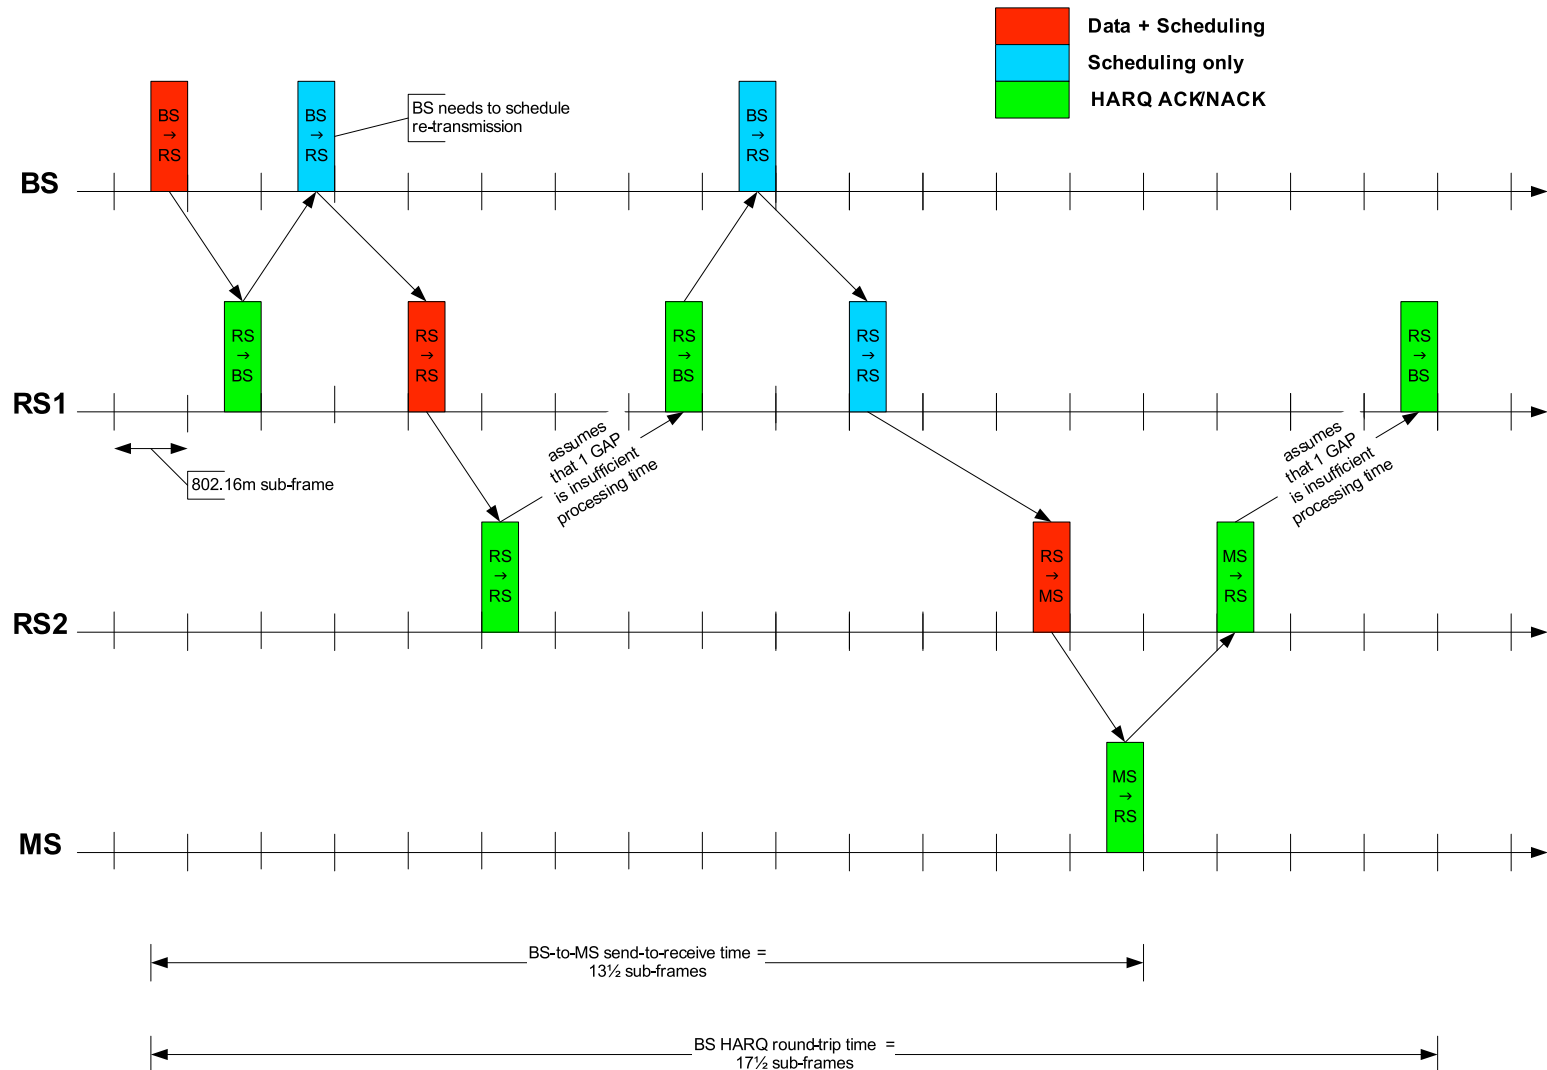 Data + Scheduling
Scheduling only
HARQ ACK/NACK
BS
→
RS
BS
→
RS
BS needs to schedule
re-transmission
BS
→
RS
BS
RS
→
BS
RS
→
RS
RS
→
BS
RS
→
RS
RS
→
BS
RS1
802.16m sub-frame
assumes
that 1 GAP
is insufficient
processing time
assumes
that 1 GAP
is insufficient
processing time
RS
→
RS
RS
→
MS
MS
→
RS
RS2
MS
→
RS
MS
BS-to-MS send-to-receive time =
13½ sub-frames
BS HARQ round-trip time =
17½ sub-frames